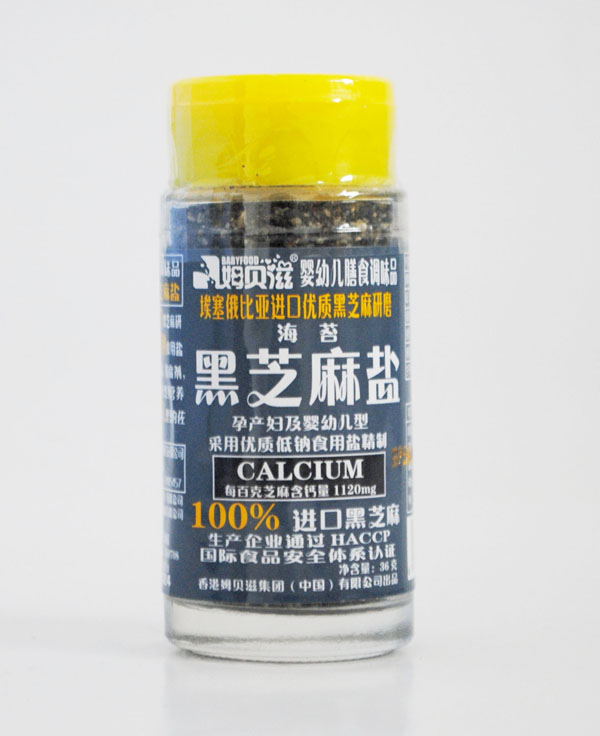 BABYFOOD
姆贝滋® 婴幼儿膳食调味品
埃塞俄比亚进口优质黑芝麻研磨
海苔
黑芝麻盐
孕产妇及婴幼儿型
采用优质低钠食用盐精制
CALCIUM
每百克芝麻含钙量 1120mg
100% 进口黑芝麻
生产企业通过 HACCP
国际食品安全体系认证
净含量：36克
香港姆贝滋集团（中国）有限公司出品